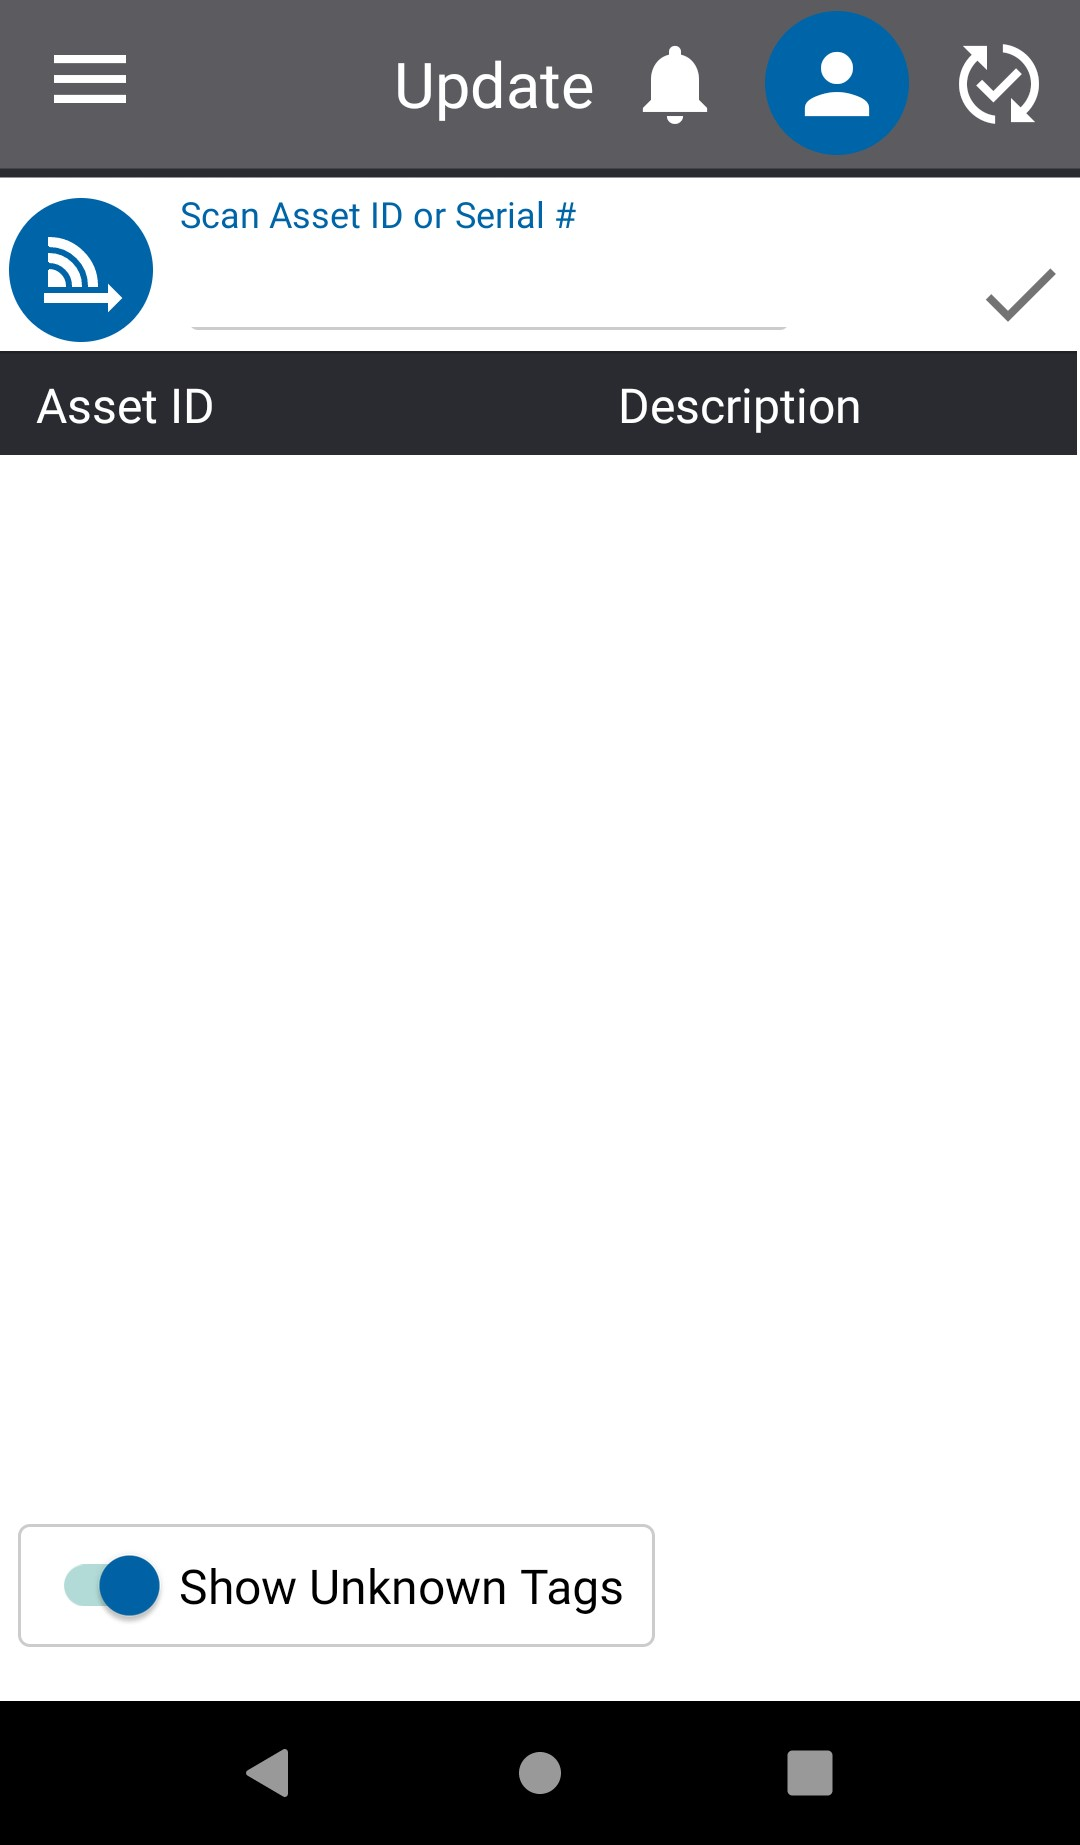 Update
Scan Asset ID or Serial #
Asset ID Description
Show Unknown Tags